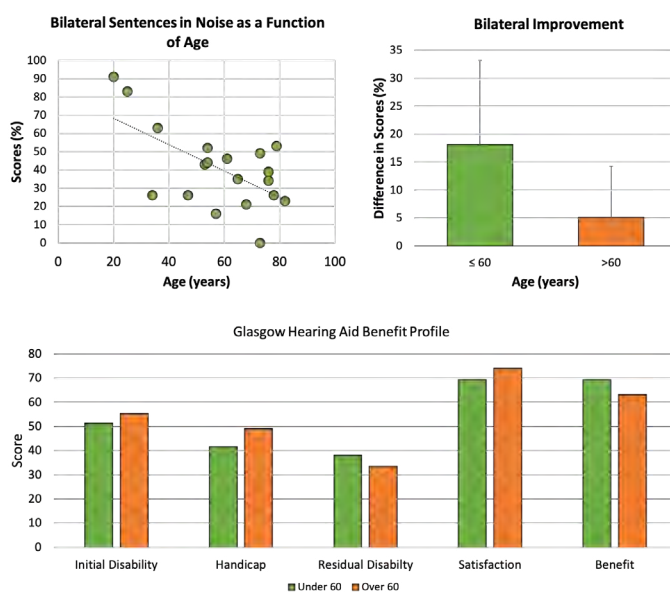 Bilateral Sentences in Noise as a Function
of Age
Scores (%)
100
90
80
70
60
50
40
30
20
10
0
0 20 40 60 80 100
Age (years)
Bilateral Improvement
Difference in Scores (%)
35
30
25
20
15
10
5
0
≤ 60 >60
Age (years)
Glasgow Hearing Aid Benefit Profile
Score
80
70
60
50
40
30
20
10
0
Initial Disability Handicap Residual Disabilty Satisfaction Benefit
Under 60 Over 60